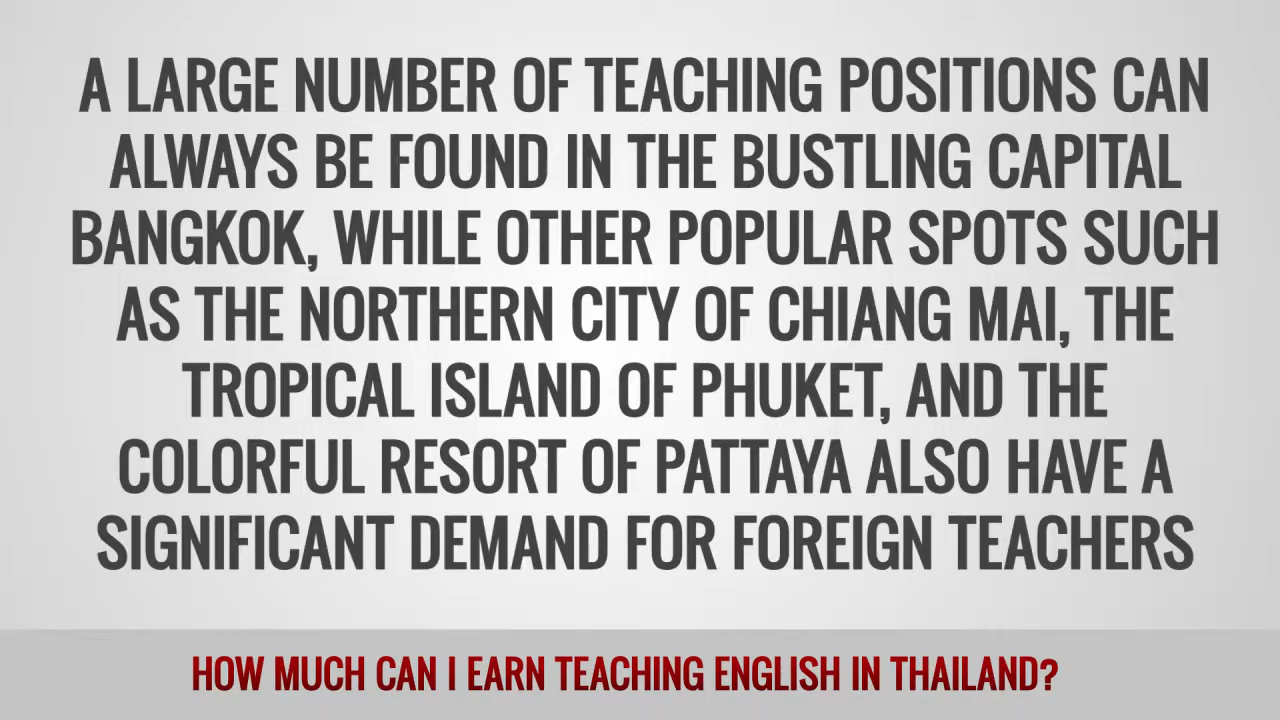 A LARGE NUMBER OF TEACHING POSITIONS CAN
ALWAYS BE FOUND IN THE BUSTLING CAPITAL
BANGKOK, WHILE OTHER POPULAR SPOTS SUCH
AS THE NORTHERN CITY OF CHIANG MAI, THE
TROPICAL ISLAND OF PHUKET, AND THE
COLORFUL RESORT OF PATTAYA ALSO HAVE A
SIGNIFICANT DEMAND FOR FOREIGN TEACHERS
HOW MUCH CAN I EARN TEACHING ENGLISH IN THAILAND?